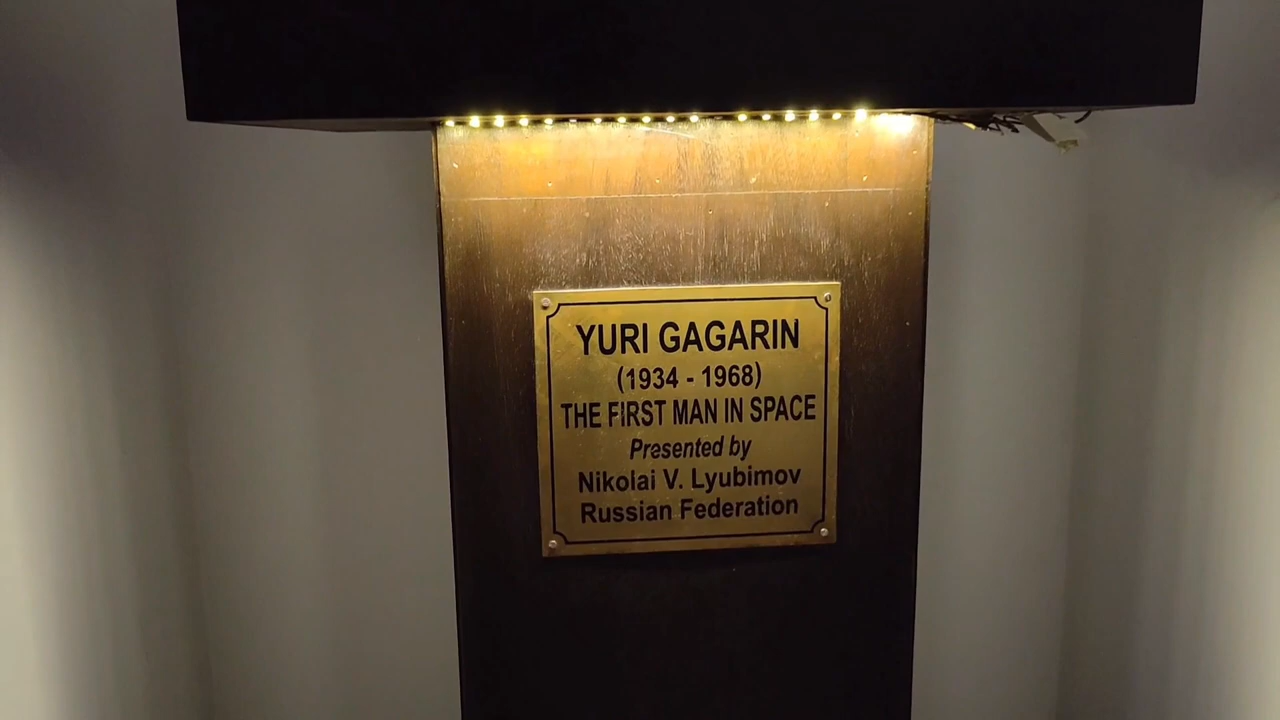 YURI GAGARIN
(1934 - 1968)
THE FIRST MAN IN SPACE
Presented by
Nikolai V. Lyubimov
Russian Federation